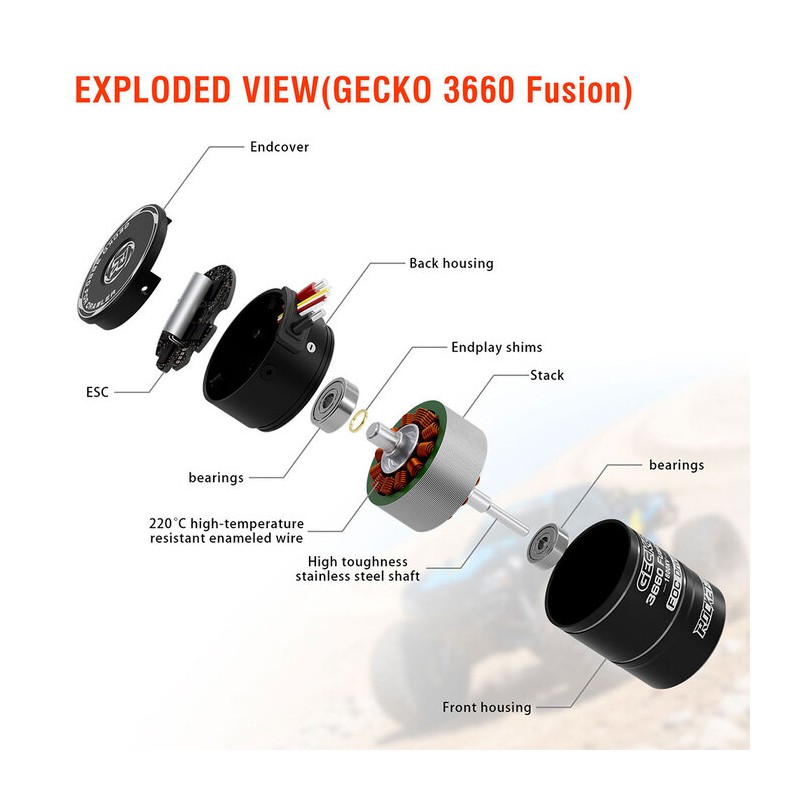 EXPLODED VIEW(GECKO 3660 Fusion)
Endcover
Back housing
Endplay shims
Stack
ESC
bearings
bearings
220°C high-temperature
resistant enameled wire
High toughness
stainless steel shaft
Front housing
3660
FOC